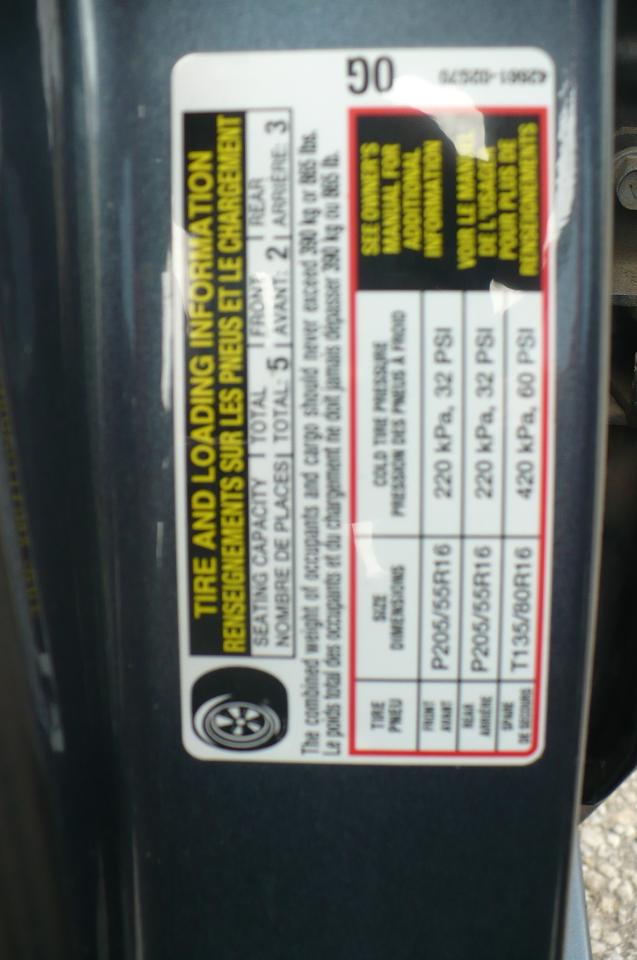 TIRE AND LOADING INFORMATION
RENSEIGNEMENTS SUR LES PNEUS ET LE CHARGEMENT
SEATING CAPACITY TOTAL FRONT REAR
NOMBRE DE PLACES TOTAL: 5 AVANT: 2 ARRIÈRE: 3
The combined weight of occupants and cargo should never exceed 390 kg or 865 lbs.
Le poids total des occupants et du chargement ne doit jamais dépasser 390 kg ou 865 lb.
TIRE
PNEU
SIZE
DIMENSIONS
COLD TIRE PRESSURE
PRESSION DES PNEUS À FROID
FRONT
AVANT
P205/55R16
220 kPa, 32 PSI
REAR
ARRIÈRE
P205/55R16
220 kPa, 32 PSI
SPARE
DE SECOURS
T135/80R16
420 kPa, 60 PSI
SEE OWNER'S
MANUAL FOR
ADDITIONAL
INFORMATION
VOIR LE MANUEL
DE L'USAGER
POUR PLUS DE
RENSEIGNEMENTS
OG